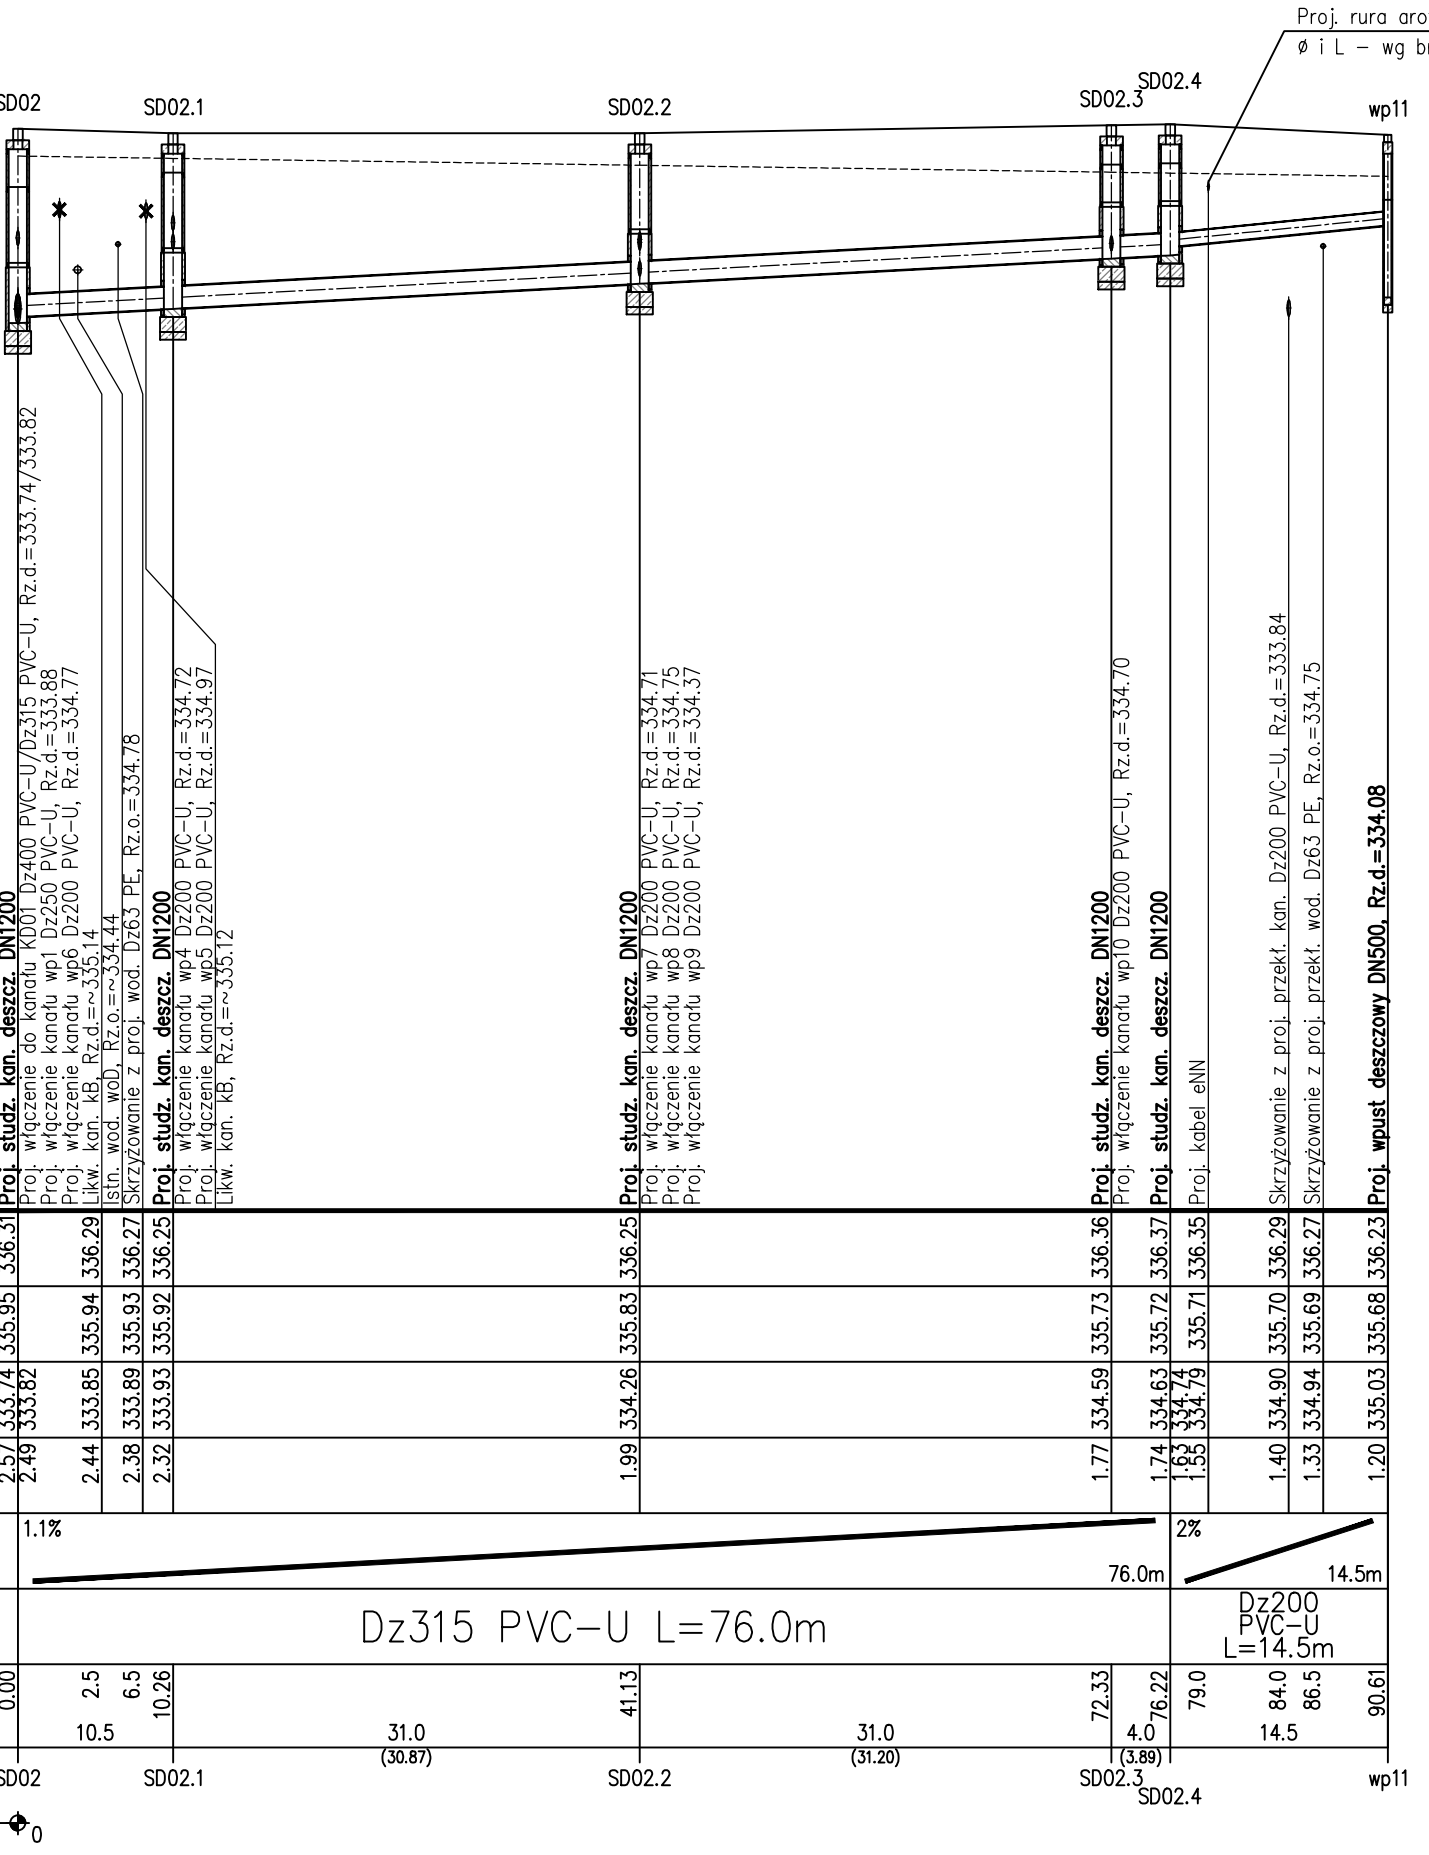 Proj. rura aro
ø i L – wg b
SD02
SD02.1
SD02.2
SD02.3
SD02.4
wp11
Proj. studz. kan. deszcz. DN1200
Proj. włączenie do kanału KD01 Dz400 PVC-U/Dz315 PVC-U, Rz.d.=333.74/333.82
Proj. włączenie kanału wp1 Dz250 PVC-U, Rz.d.=333.88
Proj. włączenie kanału wp6 Dz200 PVC-U, Rz.d.=334.77
Likw. kan. kB, Rz.d.=~335.14
Istn. wod. woD, Rz.o.=~334.44
Skrzyżowanie z proj. wod. Dz63 PE, Rz.o.=334.78
Proj. studz. kan. deszcz. DN1200
Proj. włączenie kanału wp4 Dz200 PVC-U, Rz.d.=334.72
Proj. włączenie kanału wp5 Dz200 PVC-U, Rz.d.=334.97
Likw. kan. kB, Rz.d.=~335.12
Proj. studz. kan. deszcz. DN1200
Proj. włączenie kanału wp7 Dz200 PVC-U, Rz.d.=334.71
Proj. włączenie kanału wp8 Dz200 PVC-U, Rz.d.=334.75
Proj. włączenie kanału wp9 Dz200 PVC-U, Rz.d.=334.37
Proj. studz. kan. deszcz. DN1200
Proj. włączenie kanału wp10 Dz200 PVC-U, Rz.d.=334.70
Proj. studz. kan. deszcz. DN1200
Proj. kabel eNN
Skrzyżowanie z proj. przekł. kan. Dz200 PVC-U, Rz.d.=333.84
Skrzyżowanie z proj. przekł. wod. Dz63 PE, Rz.o.=334.75
Proj. wpust deszczowy DN500, Rz.d.=334.08
336.31 336.29 336.27 336.25 336.25 336.36 336.37 336.35 336.29 336.27 336.23
335.95 335.94 335.93 335.92 335.83 335.73 335.72 335.71 335.70 335.69 335.68
333.74 333.82 333.85 333.89 333.93 334.26 334.59 334.63 334.74 334.79 334.90 334.94 335.03
2.57 2.49 2.44 2.38 2.32 1.99 1.77 1.74 1.63 1.55 1.40 1.33 1.20
1.1%
76.0m
2%
14.5m
Dz315 PVC-U L=76.0m
Dz200
PVC-U
L=14.5m
0.00 2.5 6.5 10.26 41.13 72.33 76.22 79.0 84.0 86.5 90.61
10.5 31.0 31.0 4.0 14.5
(30.87) (31.20) (3.89)
SD02
SD02.1
SD02.2
SD02.3
SD02.4
wp11
0